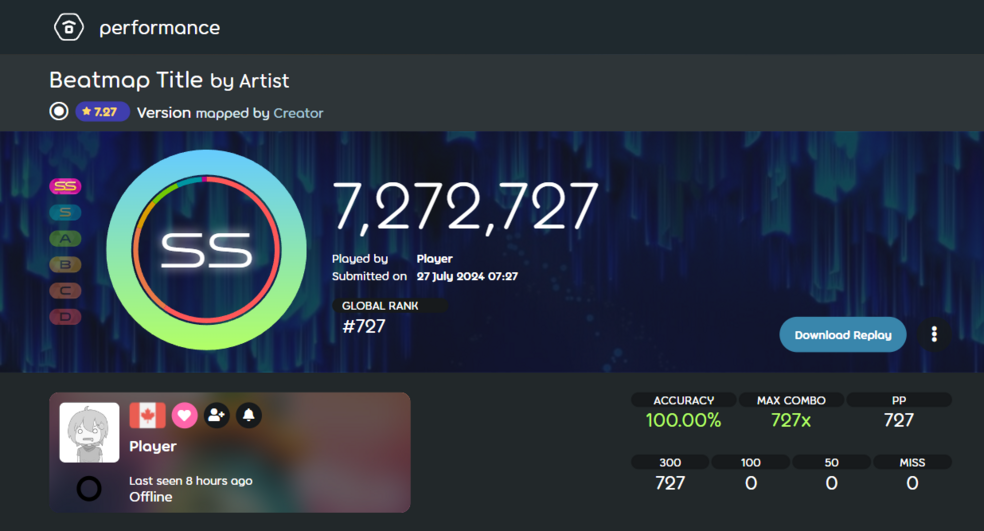 performance
Beatmap Title by Artist
7.27 Version mapped by Creator
SS
S
A
B
C
D
SS
7,272,727
Played by Player
Submitted on 27 July 2024 07:27
GLOBAL RANK
#727
Download Replay
Player
Last seen 8 hours ago
Offline
ACCURACY MAX COMBO PP
100.00% 727x 727
300 100 50 MISS
727 0 0 0